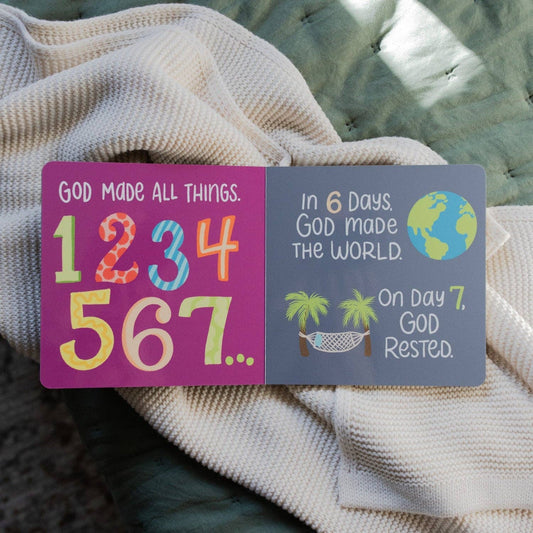 God made all things.
1234
567...
In 6 Days,
God made
the world.
On Day 7,
God
Rested.